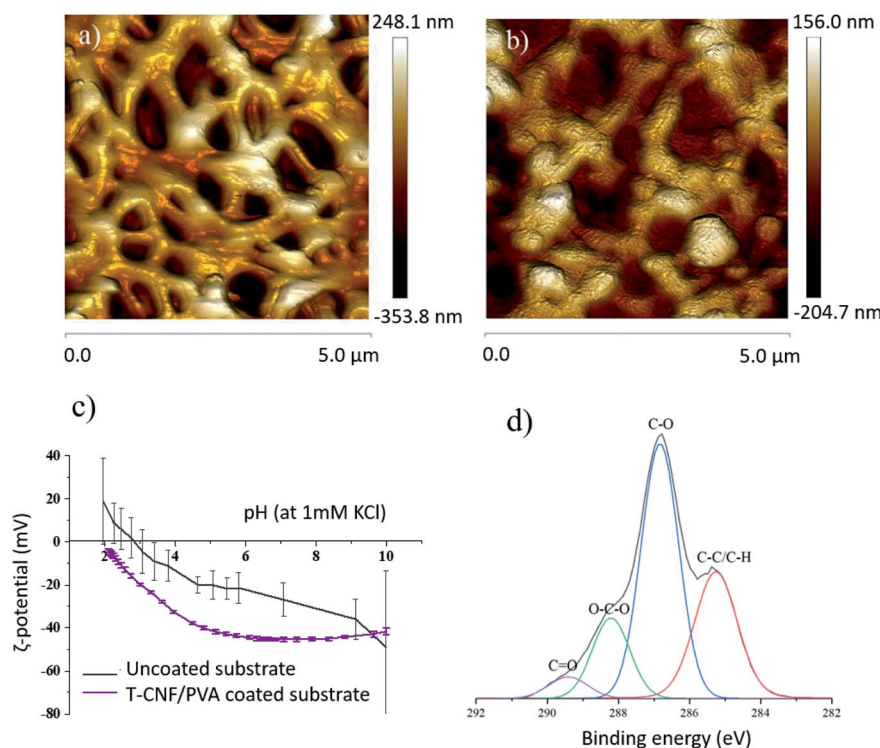 a)
248.1 nm
-353.8 nm
0.0
5.0 μm
b)
156.0 nm
-204.7 nm
0.0
5.0 μm
c)
40
20
0
-20
-40
-60
-80
2
4
6
8
10
ζ-potential (mV)
pH (at 1mM KCl)
Uncoated substrate
T-CNF/PVA coated substrate
d)
C-O
C-C/C-H
O-C-O
C=O
292
290
288
286
284
282
Binding energy (eV)